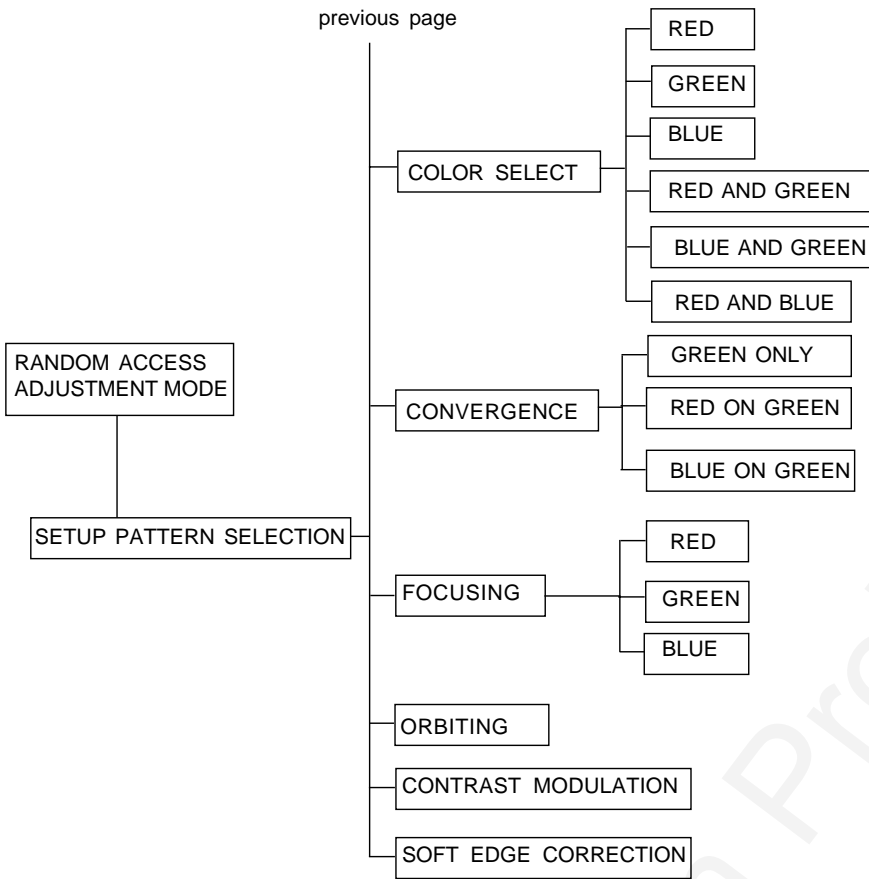 previous page
RED
GREEN
BLUE
COLOR SELECT
RED AND GREEN
BLUE AND GREEN
RED AND BLUE
RANDOM ACCESS
ADJUSTMENT MODE
GREEN ONLY
CONVERGENCE
RED ON GREEN
BLUE ON GREEN
SETUP PATTERN SELECTION
RED
FOCUSING
GREEN
BLUE
ORBITING
CONTRAST MODULATION
SOFT EDGE CORRECTION